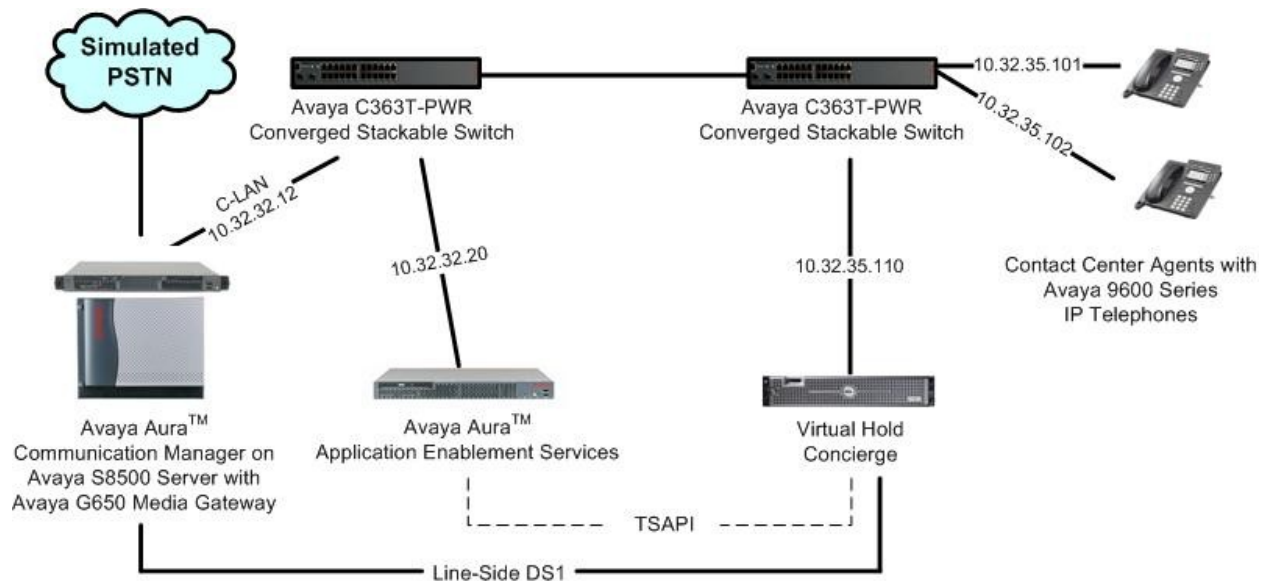 Simulated
PSTN
Avaya C363T-PWR
Converged Stackable Switch
Avaya C363T-PWR
Converged Stackable Switch
10.32.35.101
10.32.35.102
C-LAN
10.32.32.12
10.32.32.20
10.32.35.110
Contact Center Agents with
Avaya 9600 Series
IP Telephones
Avaya Aura™
Communication Manager on
Avaya S8500 Server with
Avaya G650 Media Gateway
Avaya Aura™
Application Enablement Services
Virtual Hold
Concierge
TSAPI
Line-Side DS1